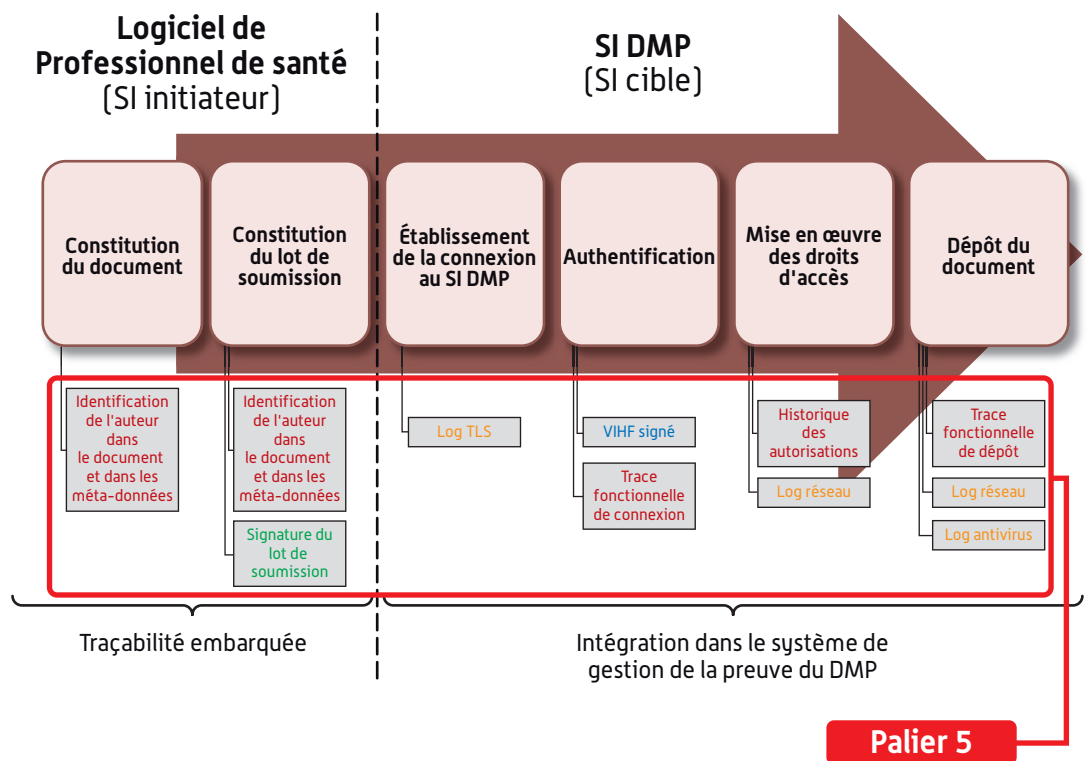 Logiciel de
Professionnel de santé
(SI initiateur)
SI DMP
(SI cible)
Constitution
du document
Constitution
du lot de
soumission
Établissement
de la connexion
au SI DMP
Authentification
Mise en œuvre
des droits
d'accès
Dépôt du
document
Identification
de l'auteur
dans
le document
et dans les
méta-données
Identification
de l'auteur
dans
le document
et dans les
méta-données
Signature du
lot de
soumission
Log TLS
VIHF signé
Trace
fonctionnelle
de connexion
Historique
des
autorisations
Log réseau
Trace
fonctionnelle
de dépôt
Log réseau
Log antivirus
Traçabilité embarquée
Intégration dans le système de
gestion de la preuve du DMP
Palier 5